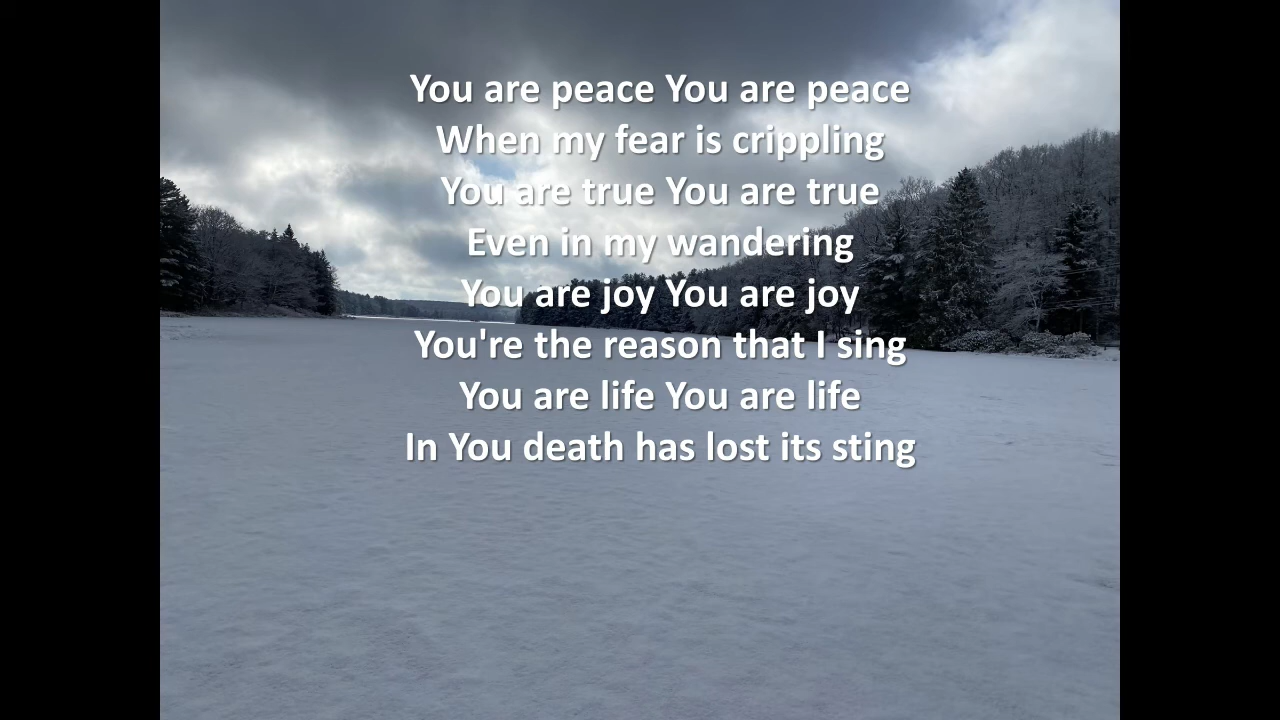 You are peace You are peace
When my fear is crippling
You are true You are true
Even in my wandering
You are joy You are joy
You're the reason that I sing
You are life You are life
In You death has lost its sting